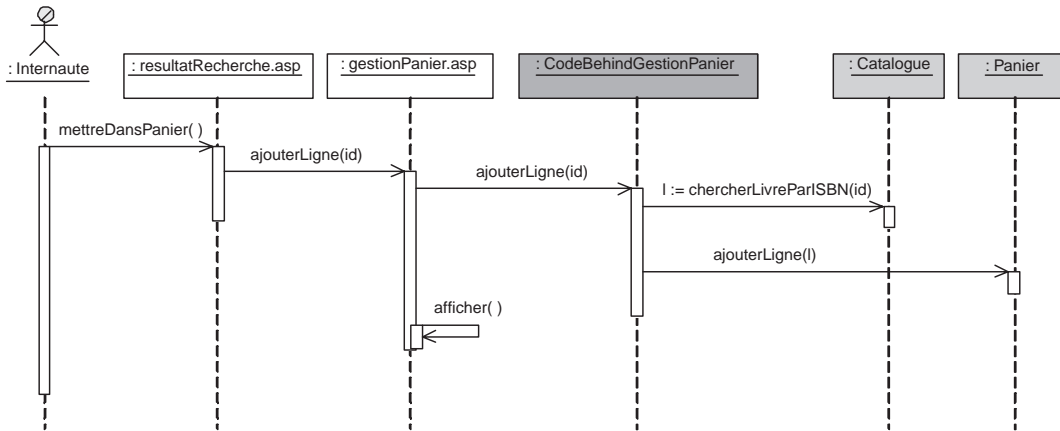 : Internaute
: resultatRecherche.asp
: gestionPanier.asp
: CodeBehindGestionPanier
: Catalogue
: Panier
mettreDansPanier( )
ajouterLigne(id)
ajouterLigne(id)
l := chercherLivreParISBN(id)
ajouterLigne(l)
afficher( )